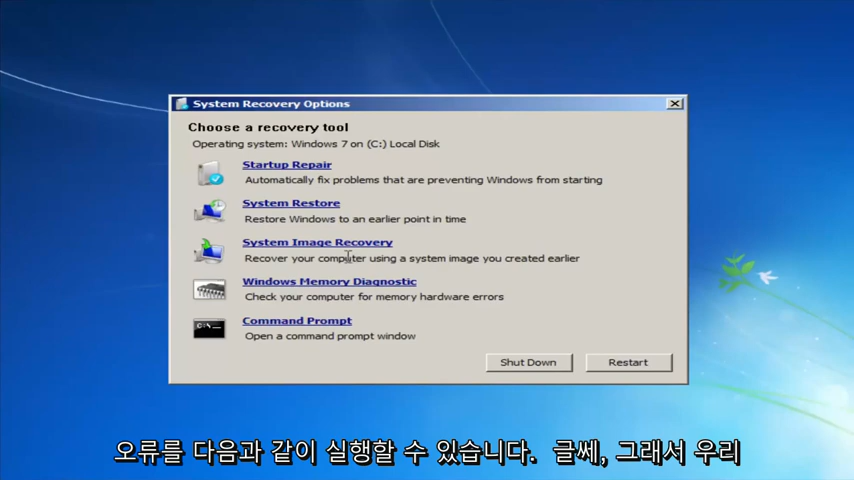 System Recovery Options
Choose a recovery tool
Operating system: Windows 7 on (C:) Local Disk
Startup Repair
Automatically fix problems that are preventing Windows from starting
System Restore
Restore Windows to an earlier point in time
System Image Recovery
Recover your computer using a system image you created earlier
Windows Memory Diagnostic
Check your computer for memory hardware errors
C:\_
Command Prompt
Open a command prompt window
Shut Down Restart
오류를 다음과 같이 실행할 수 있습니다. 글쎄, 그래서 우리